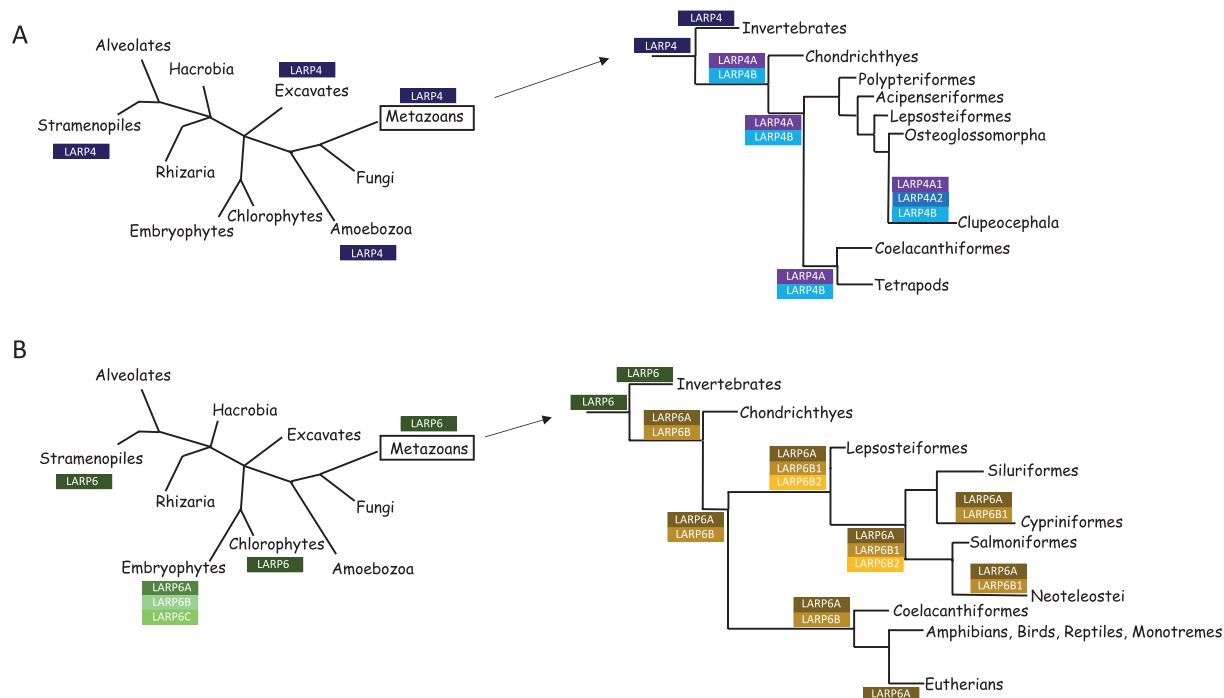 A
Alveolates
Hacrobia
LARP4
Excavates
LARP4
Metazoans
Stramenopiles
LARP4
Rhizaria
Fungi
Chlorophytes
Embryophytes
Amoebozoa
LARP4
LARP4
Invertebrates
LARP4
LARP4A
LARP4B
Chondrichthyes
Polypteriformes
Acipenseriformes
Lepsosteiformes
Osteoglossomorpha
LARP4A
LARP4B
LARP4A1
LARP4A2
LARP4B
Clupeocephala
Coelacanthiformes
LARP4A
LARP4B
Tetrapods
B
Alveolates
Hacrobia
Excavates
LARP6
Metazoans
Stramenopiles
LARP6
Rhizaria
Fungi
Chlorophytes
LARP6
Embryophytes
LARP6A
LARP6B
LARP6C
Amoebozoa
LARP6
Invertebrates
LARP6
LARP6A
LARP6B
Chondrichthyes
Lepsosteiformes
LARP6A
LARP6B1
LARP6B2
Siluriformes
LARP6A
LARP6B1
Cypriniformes
LARP6A
LARP6B
LARP6A
LARP6B1
LARP6B2
Salmoniformes
LARP6A
LARP6B1
Neoteleostei
LARP6A
LARP6B
Coelacanthiformes
Amphibians, Birds, Reptiles, Monotremes
Eutherians
LARP6A